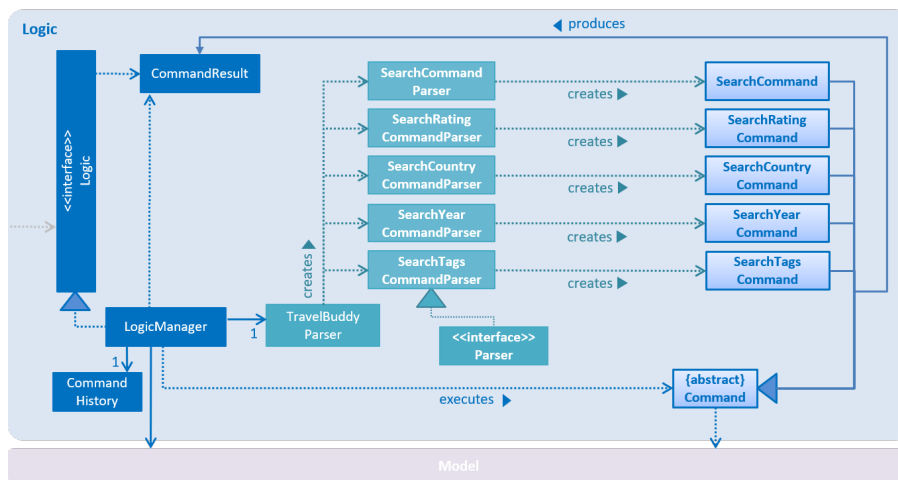 Logic
produces
<<interface>>
Logic
CommandResult
SearchCommand
Parser
creates
SearchCommand
SearchRating
CommandParser
creates
SearchRating
Command
SearchCountry
CommandParser
creates
SearchCountry
Command
SearchYear
CommandParser
creates
SearchYear
Command
SearchTags
CommandParser
creates
SearchTags
Command
creates
LogicManager
1
TravelBuddy
Parser
<<interface>>
Parser
1
Command
History
executes
{abstract}
Command
Model